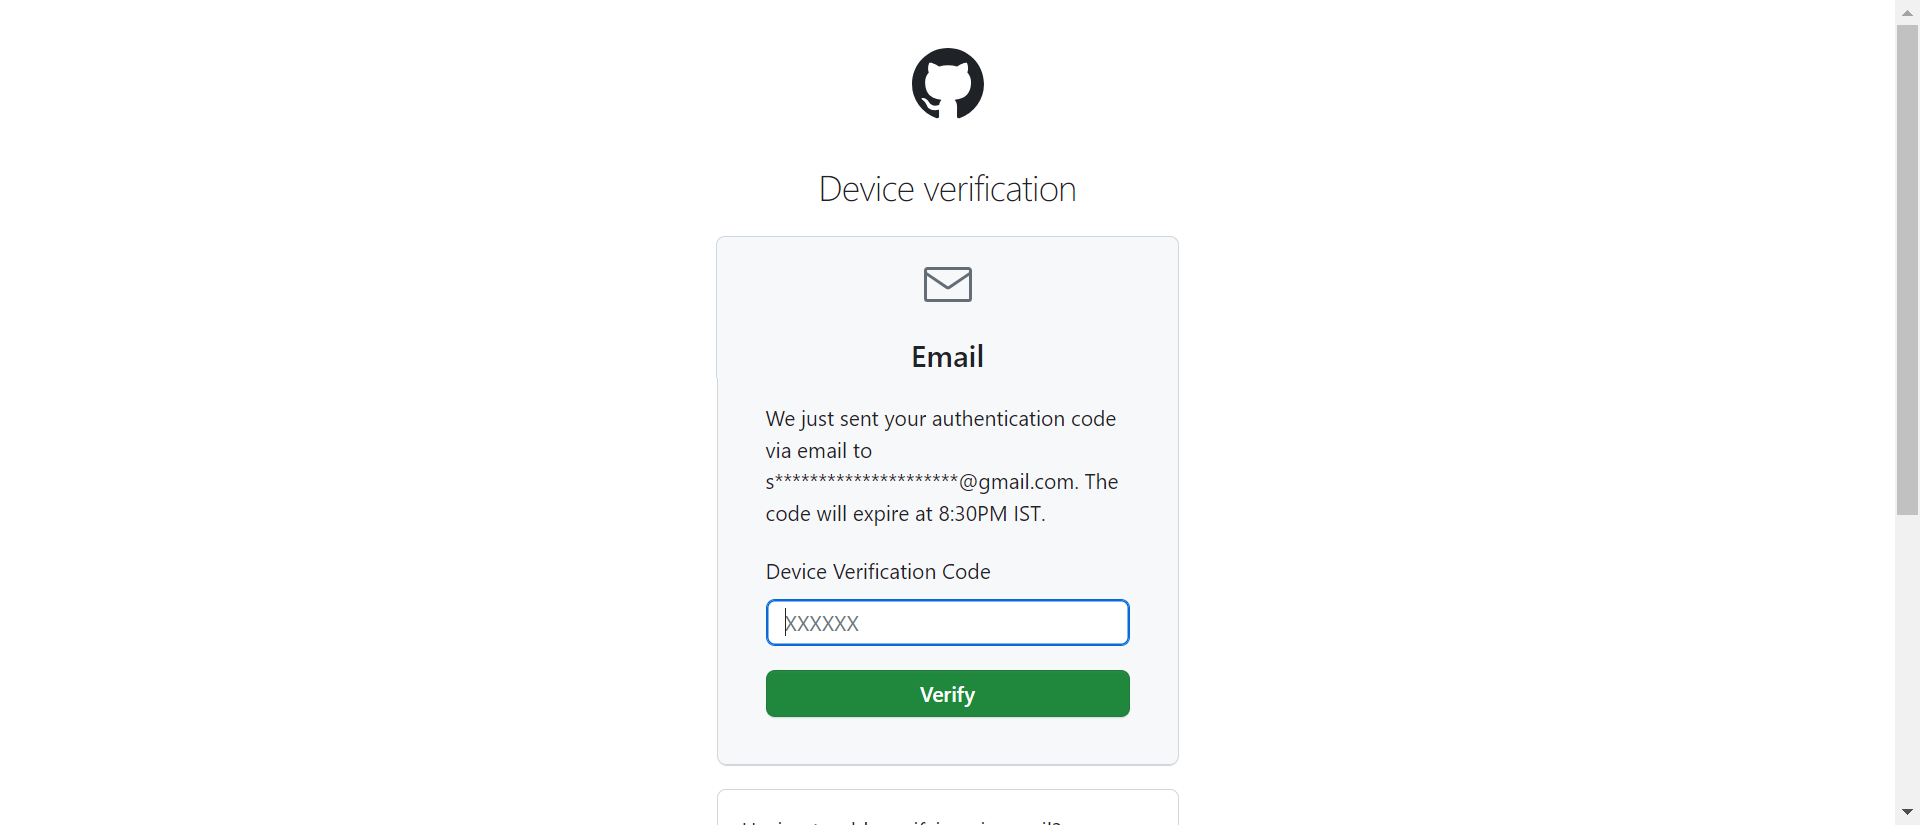 Device verification
Email
We just sent your authentication code
via email to
s*********************@gmail.com. The
code will expire at 8:30PM IST.
Device Verification Code
XXXXXX
Verify